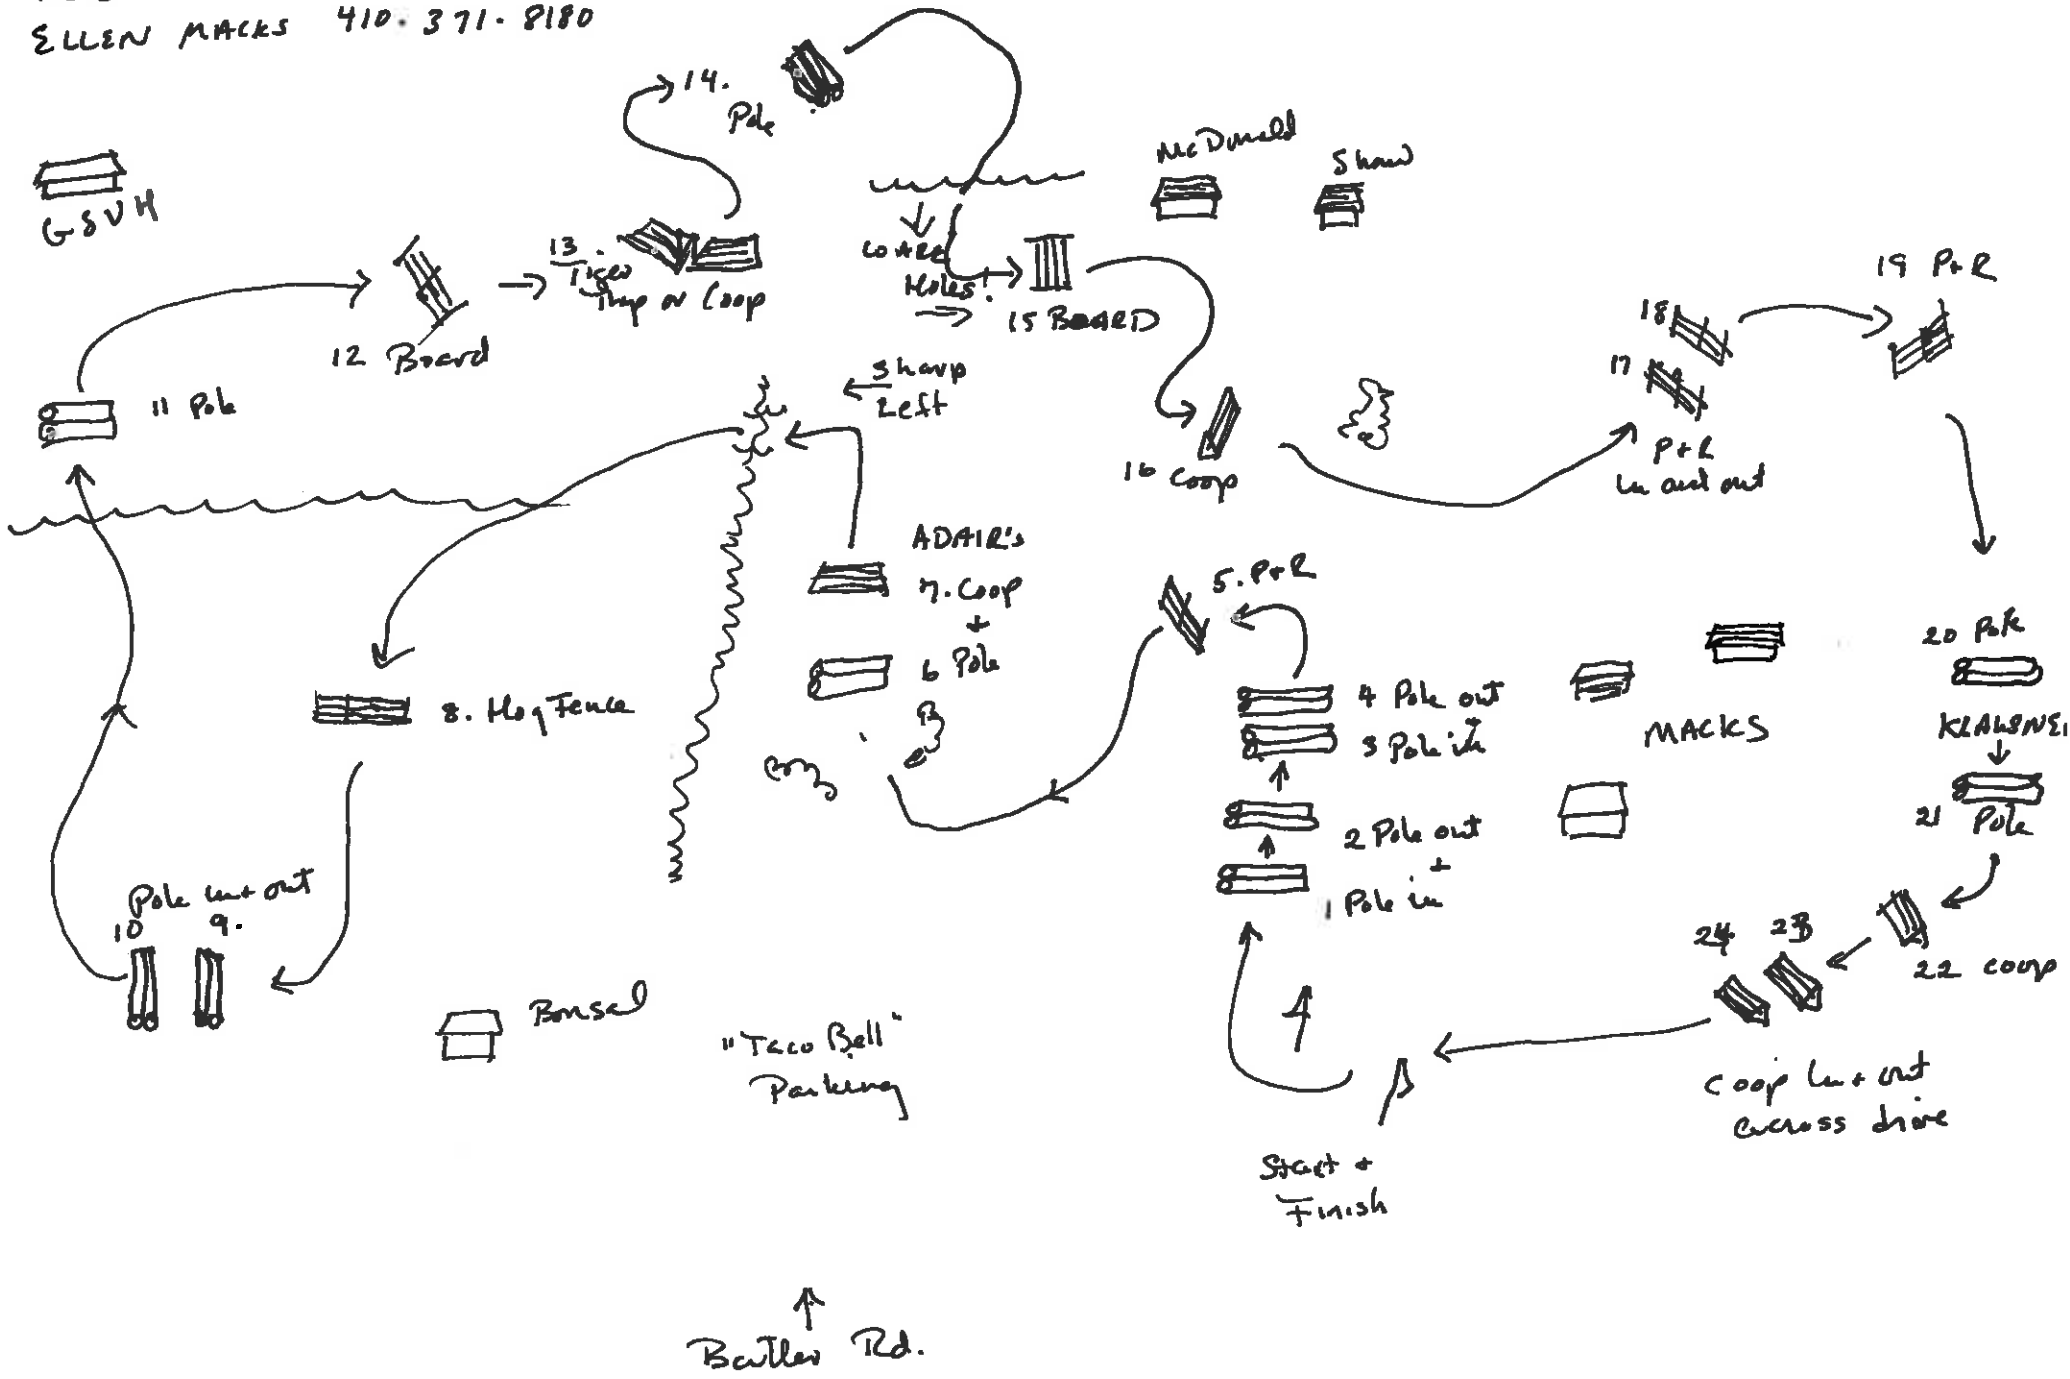 ELLEN MACKS 410.371.8180
14.
Pole
McDonald
Shaw
GSVH
13.
Tiger
Trap or Coop
Holes!
15 BOARD
12 Board
19 P+R
18
17
P+R
in and out
Sharp
Left
11 Pole
16 Coop
ADAIR'S
7. Coop
+
6 Pole
5. P+R
8. Hog Fence
4 Pole out
+
3 Pole in
MACKS
20 Pole
21 Pole
2 Pole out
+
1 Pole in
Pole in + out
10 9.
24 23
22 coop
Bonsal
"Taco Bell"
Parking
Coop in + out
across drive
Start +
Finish
Butler Rd.